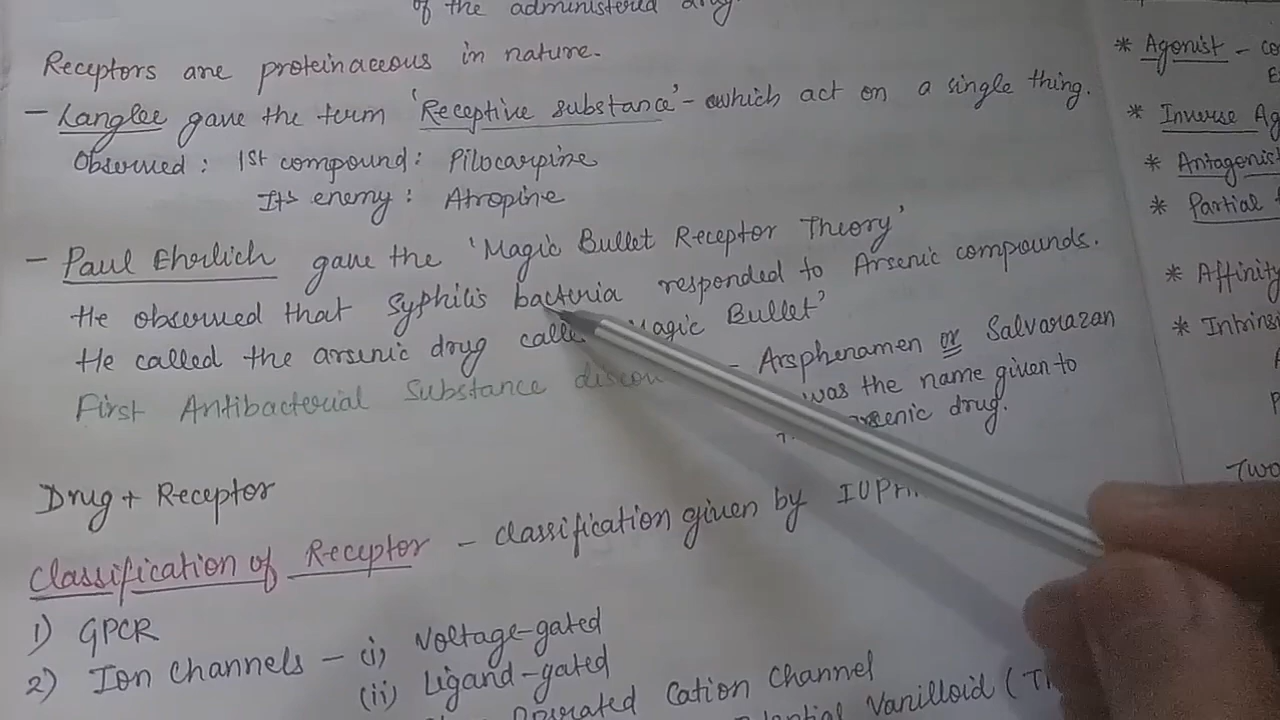 of the administered drug.
Receptors are proteinaceous in nature.
- Langlee gave the term 'Receptive substance' - which act on a single thing.
Observed : 1st compound : Pilocarpine
Its enemy : Atropine
- Paul Ehrlich gave the 'Magic Bullet Receptor Theory'
He observed that Syphilis bacteria responded to Arsenic compounds.
He called the arsenic drug Magic Bullet'
First Antibacterial Substance
- Arsphenamen or Salvarazan
was the name given to
arsenic drug.
Drug + Receptor
Classification of Receptor - classification given by
1) GPCR
2) Ion Channels - (i) Voltage-gated
(ii) Ligand-gated
Cation Channel
Vanilloid
* Agonist -
* Inverse
* Antagonist
* Partial
* Affinity
*
Two